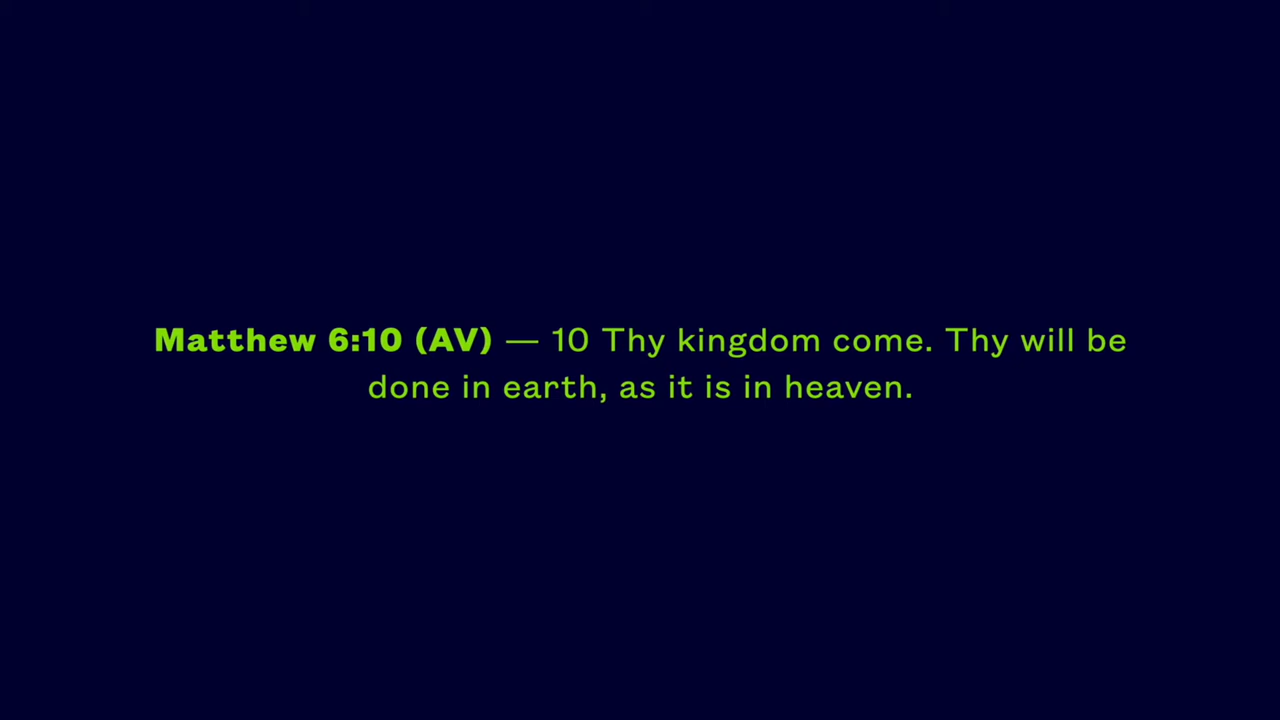 Matthew 6:10 (AV) — 10 Thy kingdom come. Thy will be
done in earth, as it is in heaven.